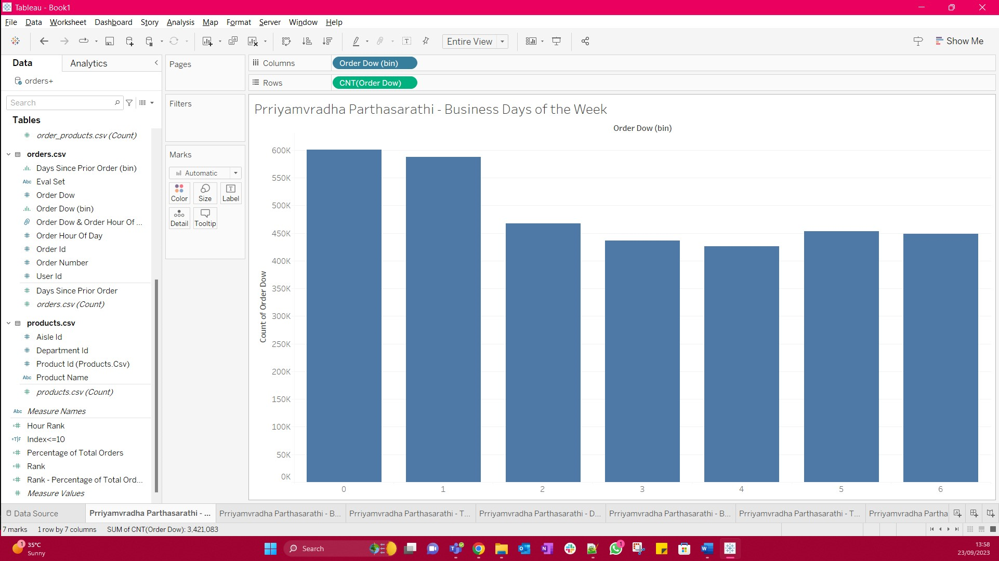 Tableau - Book1
File Data Worksheet Dashboard Story Analysis Map Format Server Window Help
Entire View
Show Me
Data Analytics
orders+
Search
Tables
order_products.csv (Count)
orders.csv
Days Since Prior Order (bin)
Abc Eval Set
Order Dow
Order Dow (bin)
Order Dow & Order Hour Of ...
Order Hour Of Day
Order Id
Order Number
User Id
Days Since Prior Order
orders.csv (Count)
products.csv
Aisle Id
Department Id
Product Id (Products.Csv)
Abc Product Name
products.csv (Count)
Abc Measure Names
Hour Rank
=T|F Index<=10
Percentage of Total Orders
Rank
Rank - Percentage of Total Ord...
Measure Values
Pages
Filters
Marks
Automatic
Color Size Label
Detail Tooltip
Columns Order Dow (bin)
Rows CNT(Order Dow)
Prriyamvradha Parthasarathi - Business Days of the Week
Order Dow (bin)
Count of Order Dow
600K
550K
500K
450K
400K
350K
300K
250K
200K
150K
100K
50K
0K
0 1 2 3 4 5 6
Data Source Prriyamvradha Parthasarathi - ... Prriyamvradha Parthasarathi - B... Prriyamvradha Parthasarathi - T... Prriyamvradha Parthasarathi - D... Prriyamvradha Parthasarathi - B... Prriyamvradha Parthasarathi - T... Prriyamvradha Partha
7 marks 1 row by 7 columns SUM of CNT(Order Dow): 3,421,083
1 35°C
Sunny
Search
1
13:58
23/09/2023